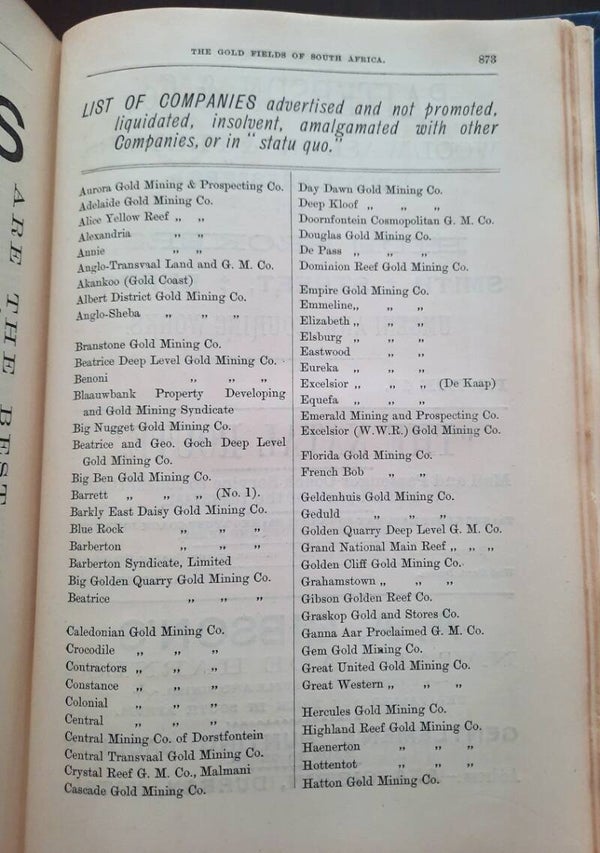 THE GOLD FIELDS OF SOUTH AFRICA. 873
LIST OF COMPANIES advertised and not promoted,
liquidated, insolvent, amalgamated with other
Companies, or in "statu quo."
Aurora Gold Mining & Prospecting Co.
Adelaide Gold Mining Co.
Alice Yellow Reef „ „
Alexandria „ „
Annie „ „
Anglo-Transvaal Land and G. M. Co.
Akankoo (Gold Coast)
Albert District Gold Mining Co.
Anglo-Sheba „ „ „
Branstone Gold Mining Co.
Beatrice Deep Level Gold Mining Co.
Benoni „ „ „
Blaauwbank Property Developing
and Gold Mining Syndicate
Big Nugget Gold Mining Co.
Beatrice and Geo. Goch Deep Level
Gold Mining Co.
Big Ben Gold Mining Co.
Barrett „ „ „ (No. 1).
Barkly East Daisy Gold Mining Co.
Blue Rock „ „ „
Barberton „ „ „
Barberton Syndicate, Limited
Big Golden Quarry Gold Mining Co.
Beatrice „ „ „
Caledonian Gold Mining Co.
Crocodile „ „ „
Contractors „ „ „
Constance „ „ „
Colonial „ „ „
Central „ „ „
Central Mining Co. of Dorstfontein
Central Transvaal Gold Mining Co.
Crystal Reef G. M. Co., Malmani
Cascade Gold Mining Co.
Day Dawn Gold Mining Co.
Deep Kloof „ „ „
Doornfontein Cosmopolitan G. M. Co.
Douglas Gold Mining Co.
De Pass „ „ „
Dominion Reef Gold Mining Co.
Empire Gold Mining Co.
Emmeline „ „ „
Elizabeth „ „ „
Elsburg „ „ „
Eastwood „ „
Eureka „ „ „
Excelsior „ „ „ (De Kaap)
Equefa „ „ „
Emerald Mining and Prospecting Co.
Excelsior (W.W.R.) Gold Mining Co.
Florida Gold Mining Co.
French Bob „ „
Geldenhuis Gold Mining Co.
Geduld „ „ „
Golden Quarry Deep Level G. M. Co.
Grand National Main Reef „ „ „
Golden Cliff Gold Mining Co.
Grahamstown „ „ „
Gibson Golden Reef Co.
Graskop Gold and Stores Co.
Ganna Aar Proclaimed G. M. Co.
Gem Gold Mining Co.
Great United Gold Mining Co.
Great Western „ „ „
Hercules Gold Mining Co.
Highland Reef Gold Mining Co.
Haenerton „ „ „
Hottentot „ „ „
Hatton Gold Mining Co.
S
ARE THE BEST